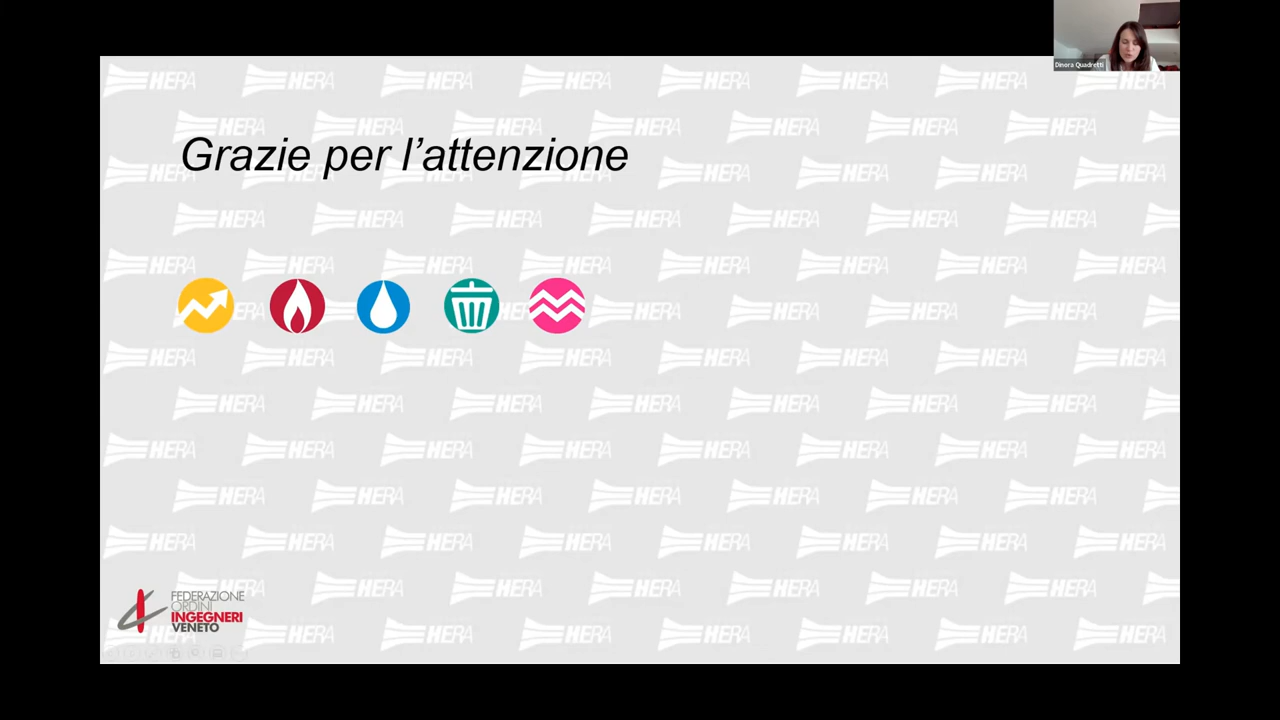 Dinora Quadretti
Grazie per l'attenzione
HERA
FEDERAZIONE
ORDINI
INGEGNERI
VENETO